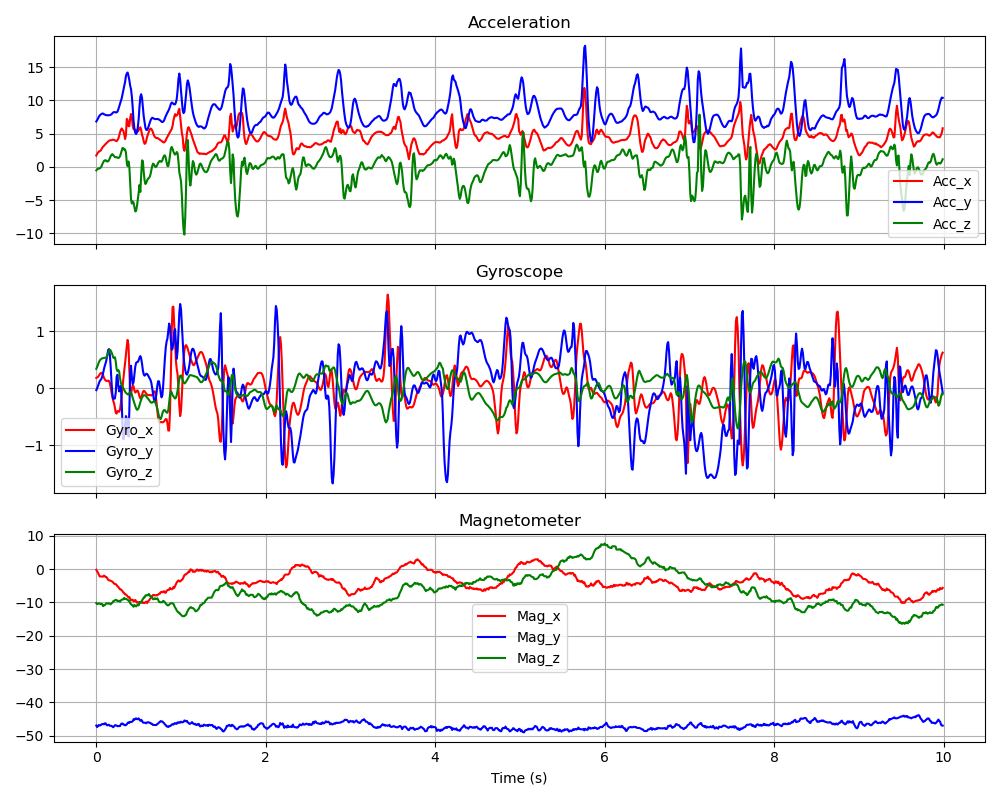 Acceleration
15
10
5
0
−5
−10
Acc_x
Acc_y
Acc_z
Gyroscope
1
0
−1
Gyro_x
Gyro_y
Gyro_z
Magnetometer
10
0
−10
−20
−30
−40
−50
Mag_x
Mag_y
Mag_z
0 2 4 6 8 10
Time (s)